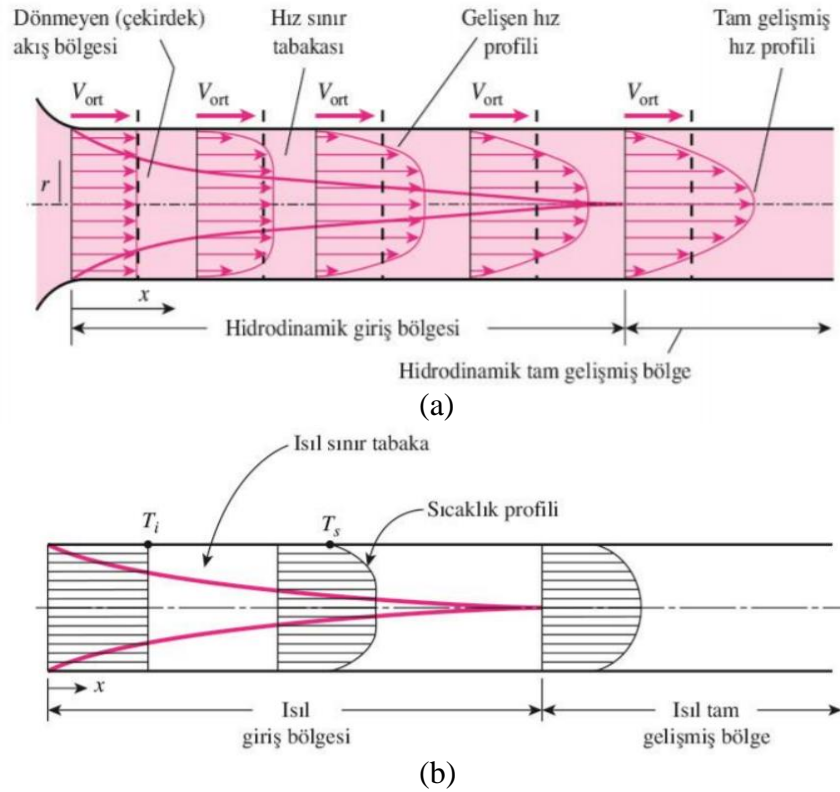 Dönmeyen (çekirdek)
akış bölgesi
Hız sınır
tabakası
Gelişen hız
profili
Tam gelişmiş
hız profili
V_ort
V_ort
V_ort
V_ort
V_ort
r
x
Hidrodinamik giriş bölgesi
Hidrodinamik tam gelişmiş bölge
(a)
Isıl sınır tabaka
T_i
T_s
Sıcaklık profili
x
Isıl
giriş bölgesi
Isıl tam
gelişmiş bölge
(b)